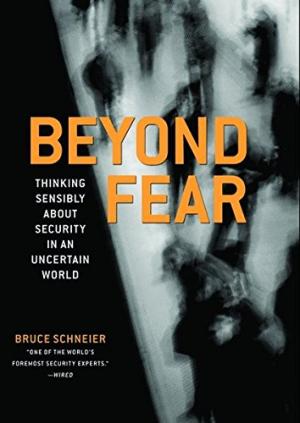 BEYOND
FEAR
THINKING
SENSIBLY
ABOUT
SECURITY
IN AN
UNCERTAIN
WORLD
BRUCE SCHNEIER
"ONE OF THE WORLD'S
FOREMOST SECURITY EXPERTS."
—WIRED